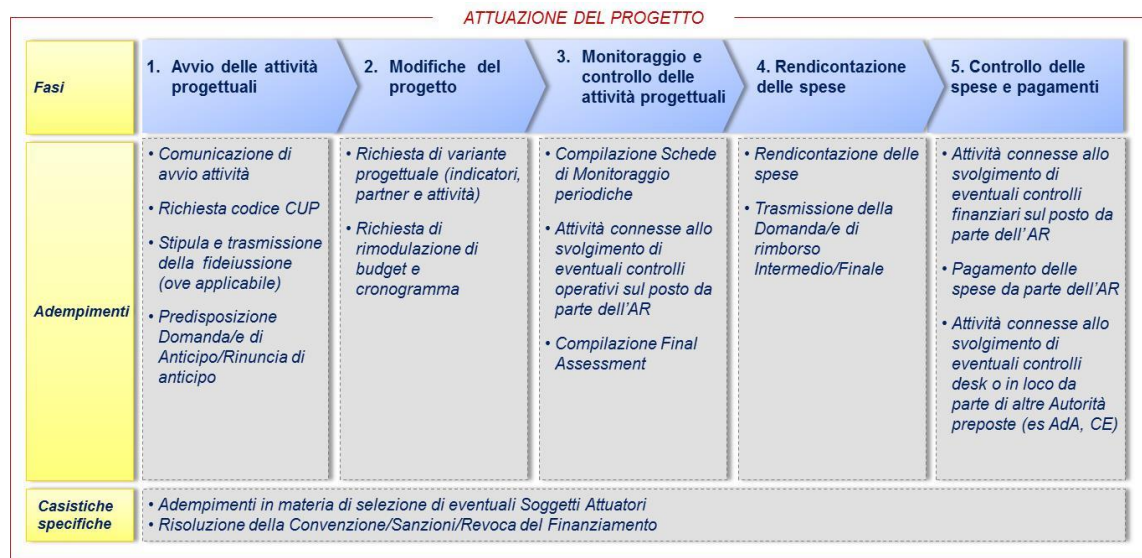 ATTUAZIONE DEL PROGETTO
Fasi
1. Avvio delle attività
progettuali
2. Modifiche del
progetto
3. Monitoraggio e
controllo delle
attività progettuali
4. Rendicontazione
delle spese
5. Controllo delle
spese e pagamenti
Adempimenti
• Comunicazione di
avvio attività
• Richiesta codice CUP
• Stipula e trasmissione
della fideiussione
(ove applicabile)
• Predisposizione
Domanda/e di
Anticipo/Rinuncia di
anticipo
• Richiesta di variante
progettuale (indicatori,
partner e attività)
• Richiesta di
rimodulazione di
budget e
cronogramma
• Compilazione Schede
di Monitoraggio
periodiche
• Attività connesse allo
svolgimento di
eventuali controlli
operativi sul posto da
parte dell'AR
• Compilazione Final
Assessment
• Rendicontazione delle
spese
• Trasmissione della
Domanda/e di
rimborso
Intermedio/Finale
• Attività connesse allo
svolgimento di
eventuali controlli
finanziari sul posto da
parte dell'AR
• Pagamento delle
spese da parte dell'AR
• Attività connesse allo
svolgimento di
eventuali controlli
desk o in loco da
parte di altre Autorità
preposte (es AdA, CE)
Casistiche
specifiche
• Adempimenti in materia di selezione di eventuali Soggetti Attuatori
• Risoluzione della Convenzione/Sanzioni/Revoca del Finanziamento